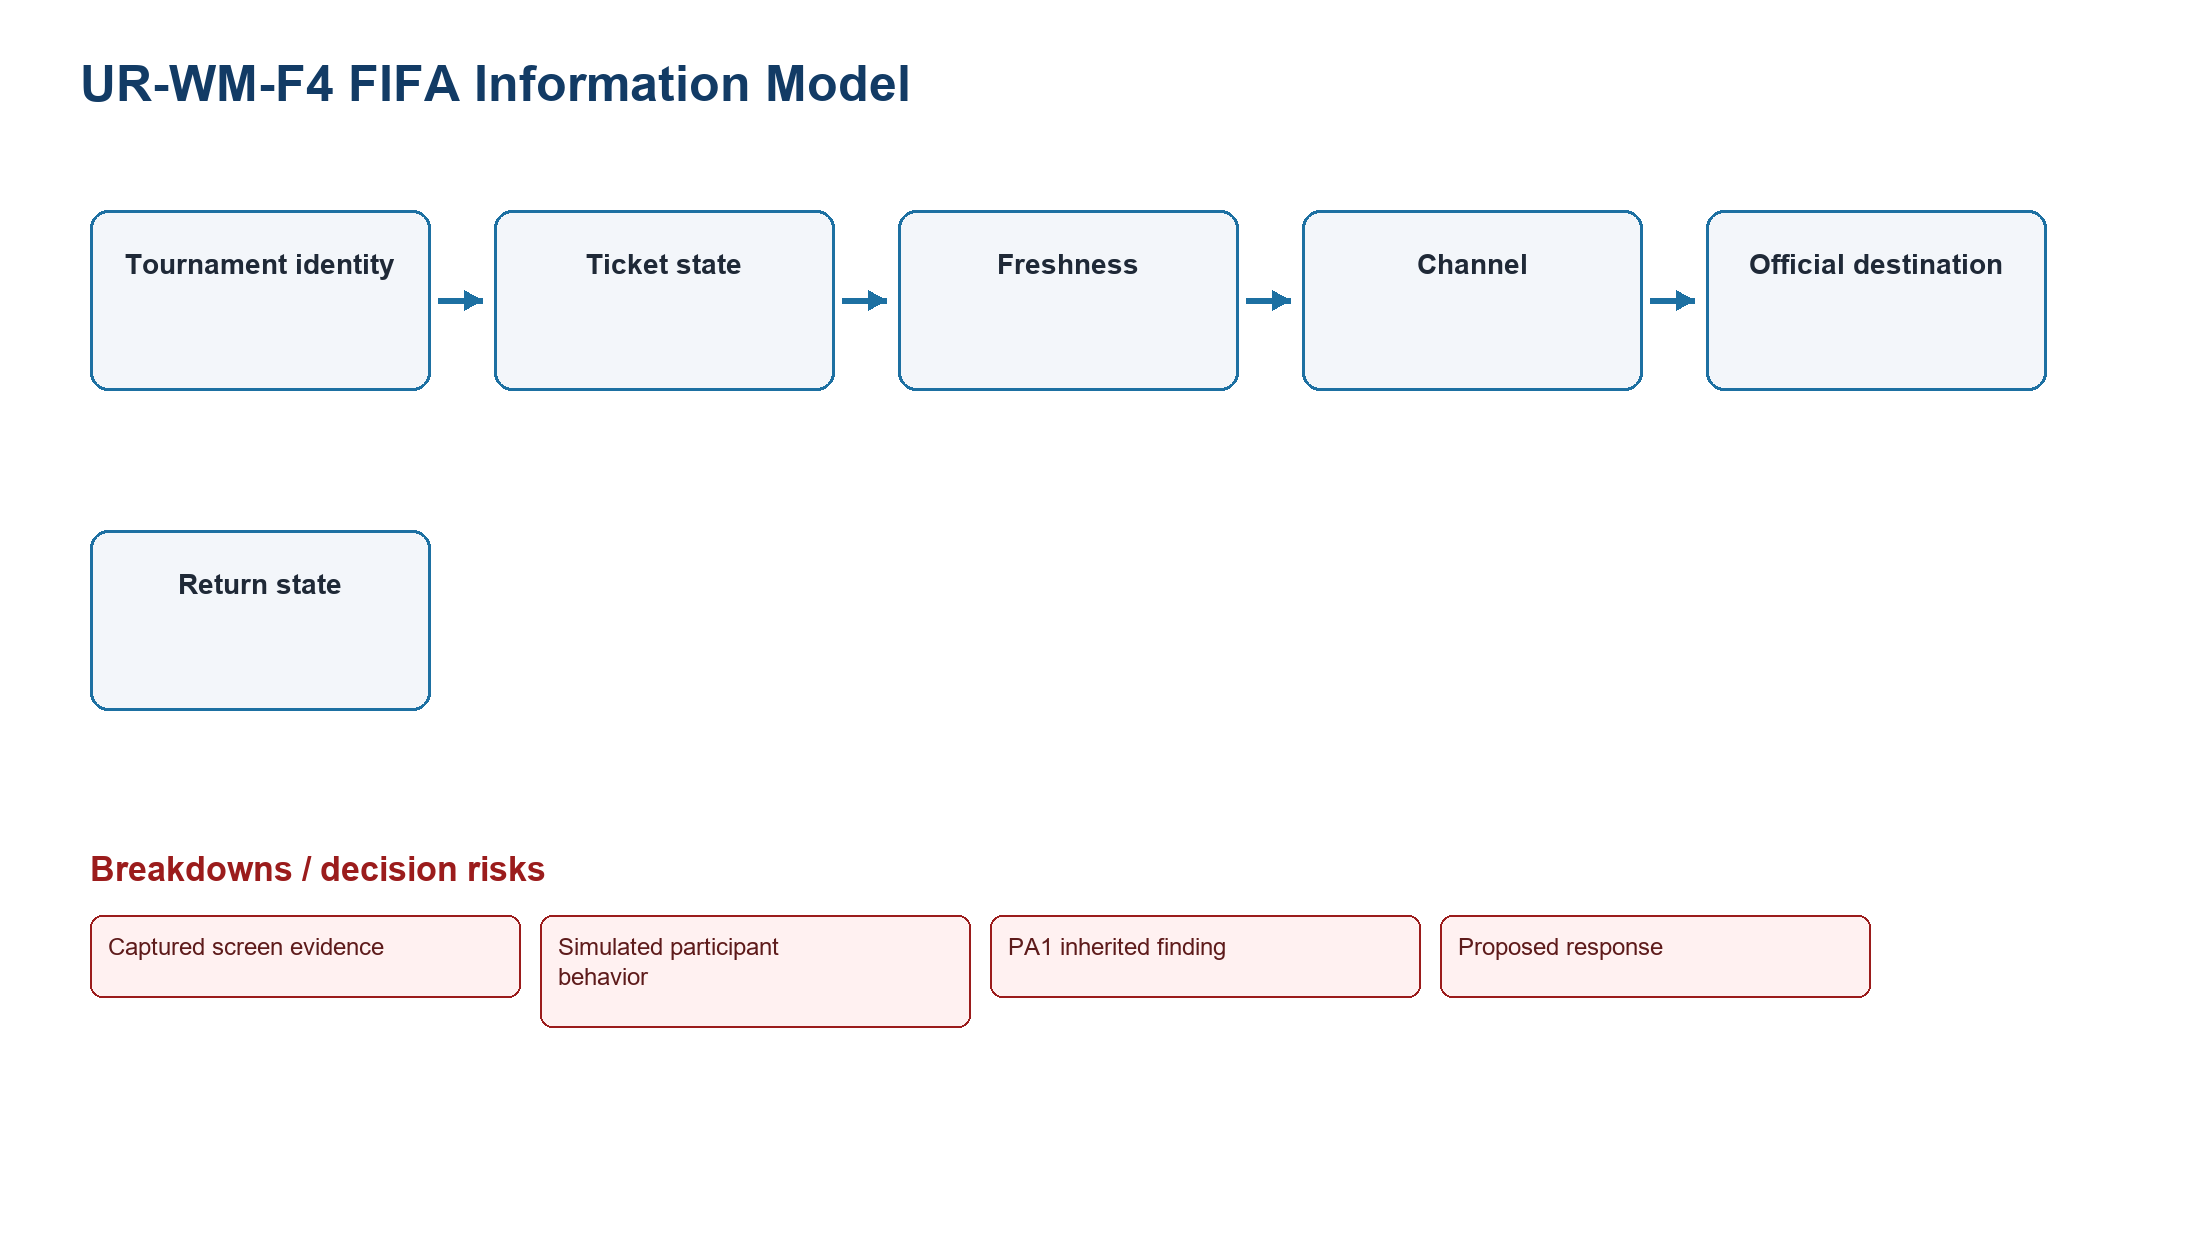 UR-WM-F4 FIFA Information Model
Tournament identity
Ticket state
Freshness
Channel
Official destination
Return state
Breakdowns / decision risks
Captured screen evidence
Simulated participant
behavior
PA1 inherited finding
Proposed response